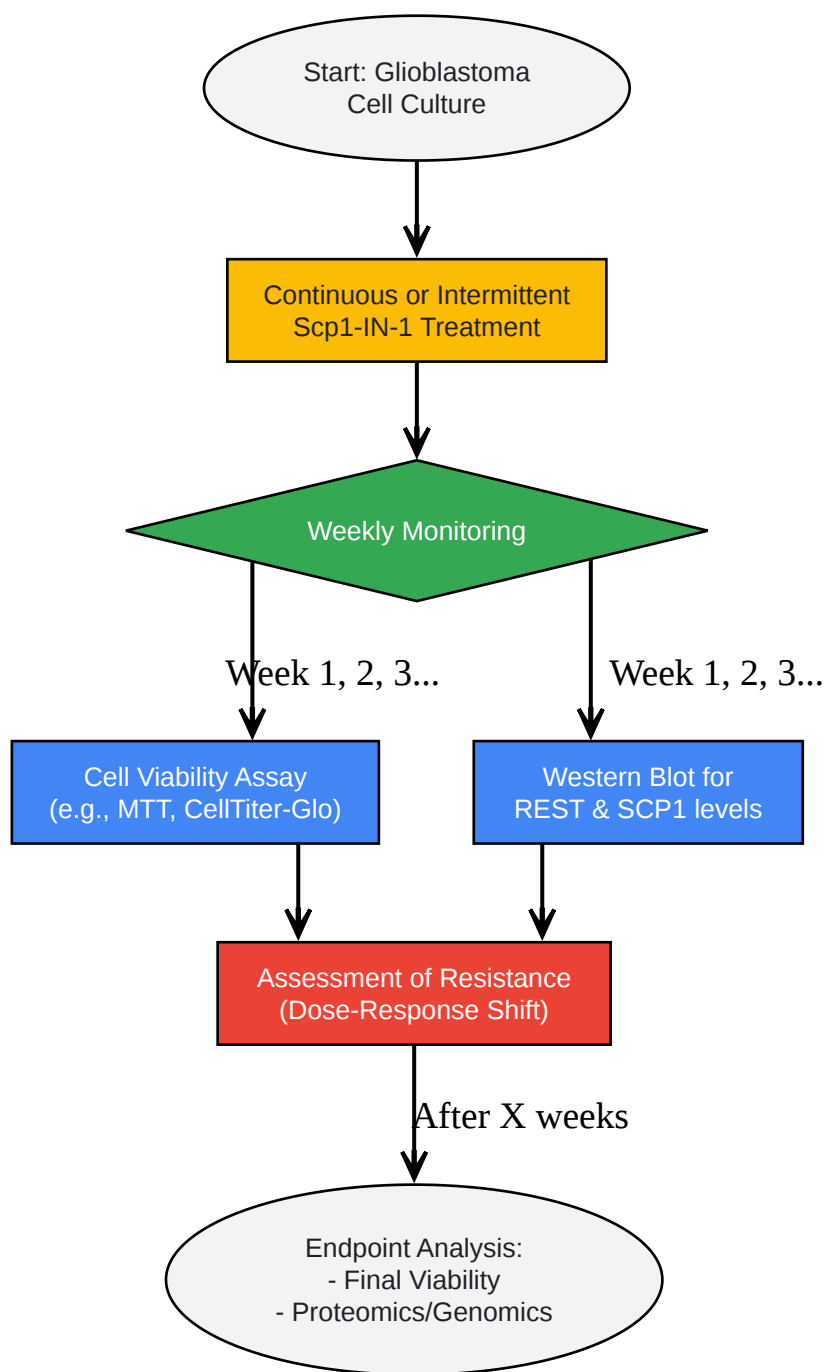 Start: Glioblastoma
Cell Culture
Continuous or Intermittent
Scp1-IN-1 Treatment
Weekly Monitoring
Week 1, 2, 3...
Week 1, 2, 3...
Cell Viability Assay
(e.g., MTT, CellTiter-Glo)
Western Blot for
REST & SCP1 levels
Assessment of Resistance
(Dose-Response Shift)
After X weeks
Endpoint Analysis:
- Final Viability
- Proteomics/Genomics